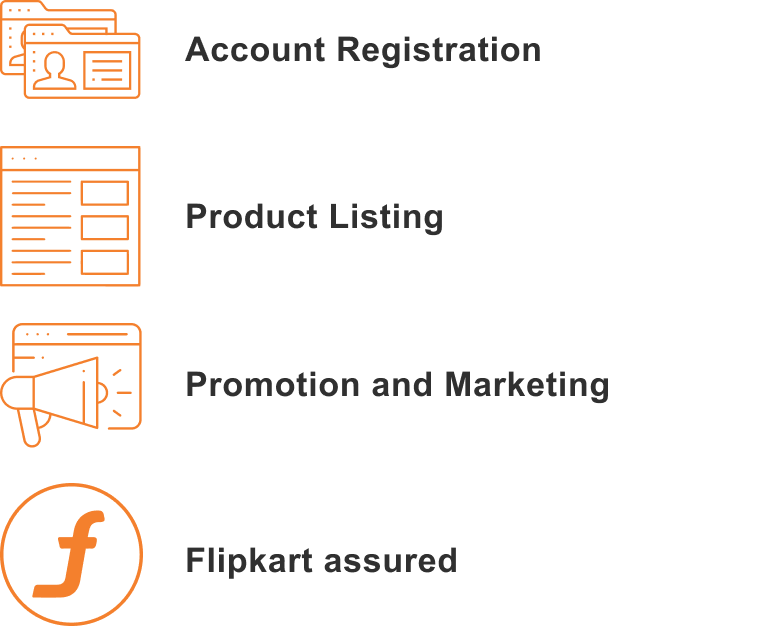 Account Registration
Product Listing
Promotion and Marketing
Flipkart assured